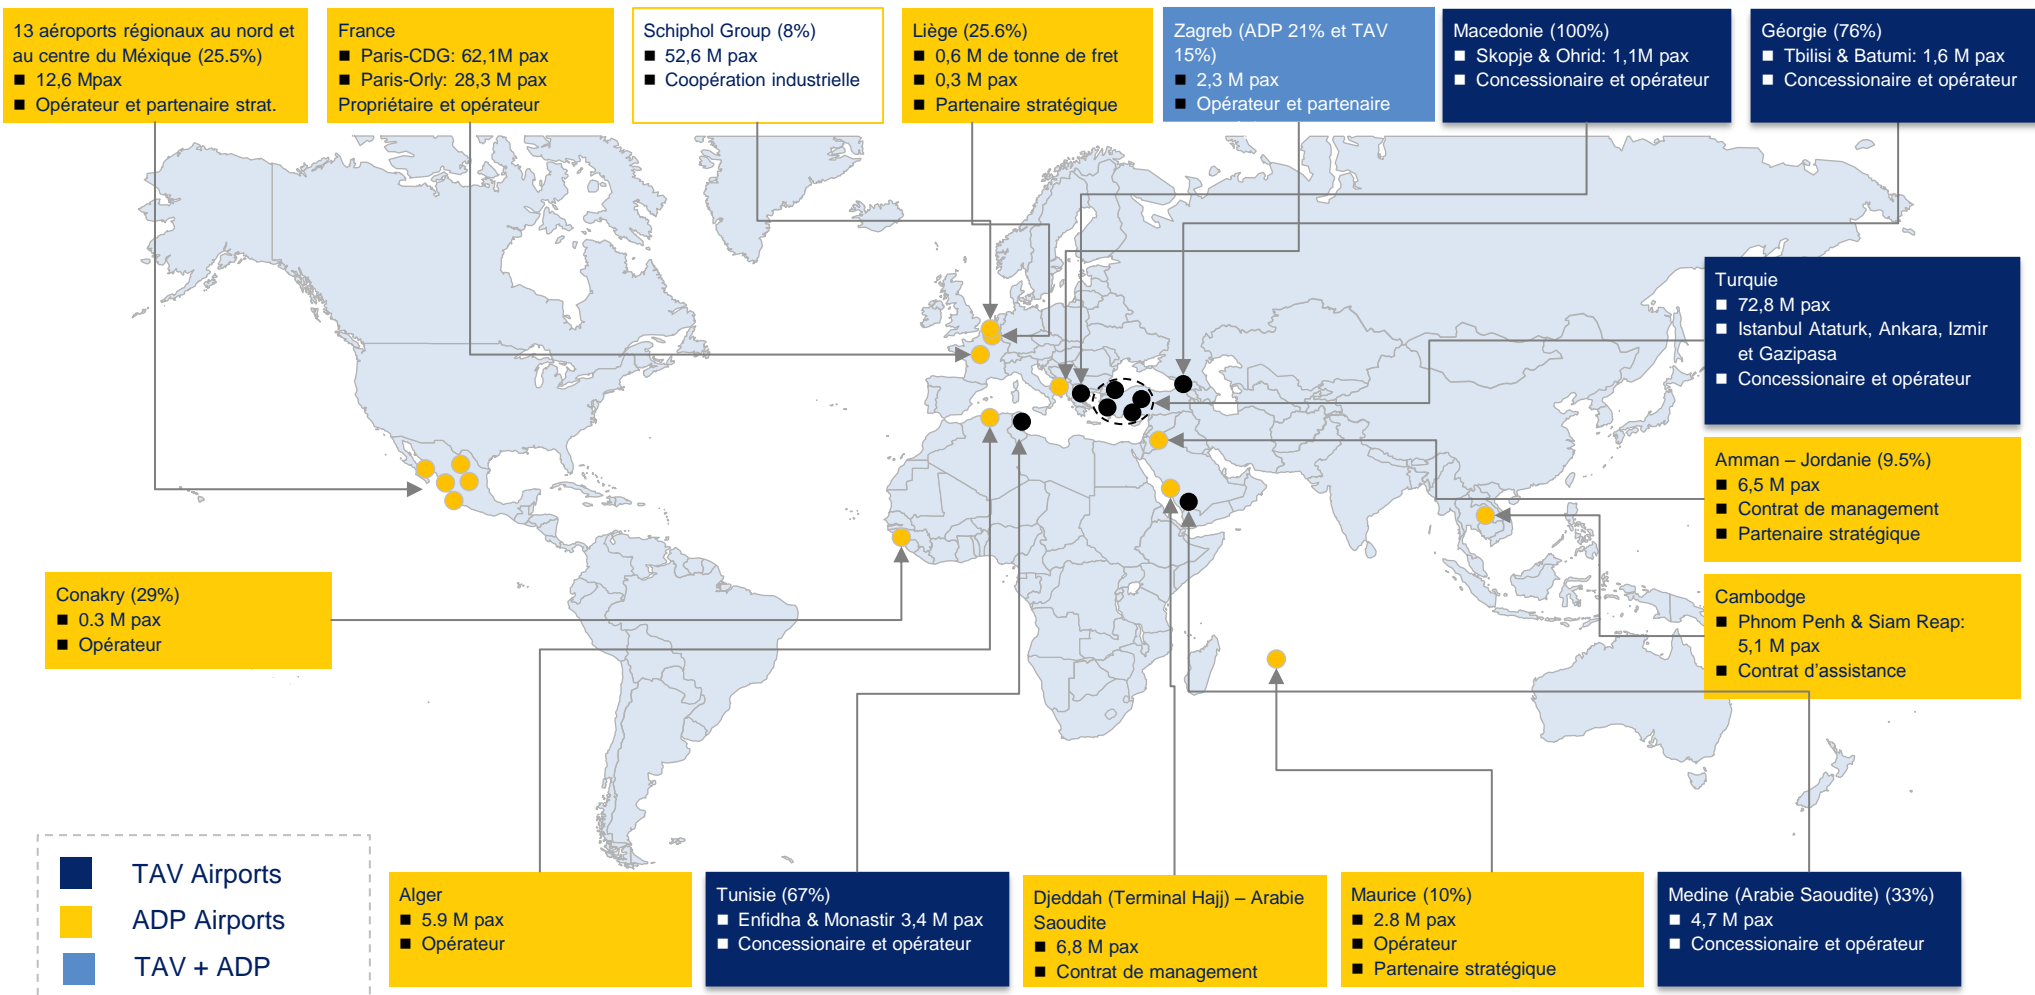 13 aéroports régionaux au nord et
au centre du Méxique (25.5%)
12,6 Mpax
Opérateur et partenaire strat.
France
Paris-CDG: 62,1M pax
Paris-Orly: 28,3 M pax
Propriétaire et opérateur
Schiphol Group (8%)
52,6 M pax
Coopération industrielle
Liège (25.6%)
0,6 M de tonne de fret
0,3 M pax
Partenaire stratégique
Zagreb (ADP 21% et TAV
15%)
2,3 M pax
Opérateur et partenaire
Macedonie (100%)
Skopje & Ohrid: 1,1M pax
Concessionaire et opérateur
Géorgie (76%)
Tbilisi & Batumi: 1,6 M pax
Concessionaire et opérateur
Turquie
72,8 M pax
Istanbul Ataturk, Ankara, Izmir
et Gazipasa
Concessionaire et opérateur
Amman – Jordanie (9.5%)
6,5 M pax
Contrat de management
Partenaire stratégique
Cambodge
Phnom Penh & Siam Reap:
5,1 M pax
Contrat d’assistance
Conakry (29%)
0.3 M pax
Opérateur
TAV Airports
ADP Airports
TAV + ADP
Alger
5.9 M pax
Opérateur
Tunisie (67%)
Enfidha & Monastir 3,4 M pax
Concessionaire et opérateur
Djeddah (Terminal Hajj) – Arabie
Saoudite
6,8 M pax
Contrat de management
Maurice (10%)
2.8 M pax
Opérateur
Partenaire stratégique
Medine (Arabie Saoudite) (33%)
4,7 M pax
Concessionaire et opérateur